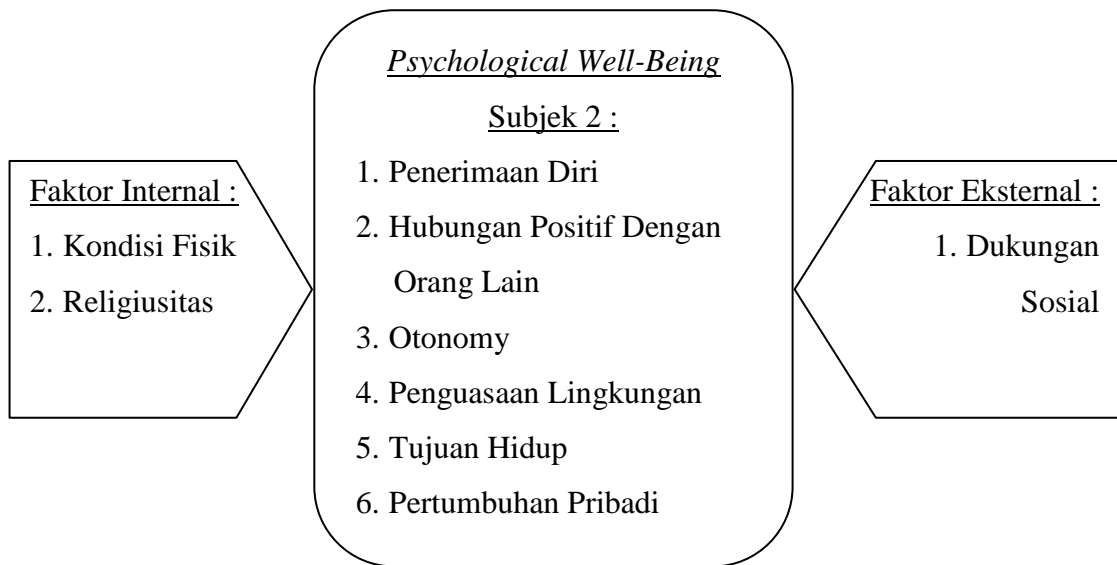 Psychological Well-Being
Subjek 2 :
1. Penerimaan Diri
2. Hubungan Positif Dengan
Orang Lain
3. Otonomy
4. Penguasaan Lingkungan
5. Tujuan Hidup
6. Pertumbuhan Pribadi
Faktor Internal :
1. Kondisi Fisik
2. Religiusitas
Faktor Eksternal :
1. Dukungan
Sosial